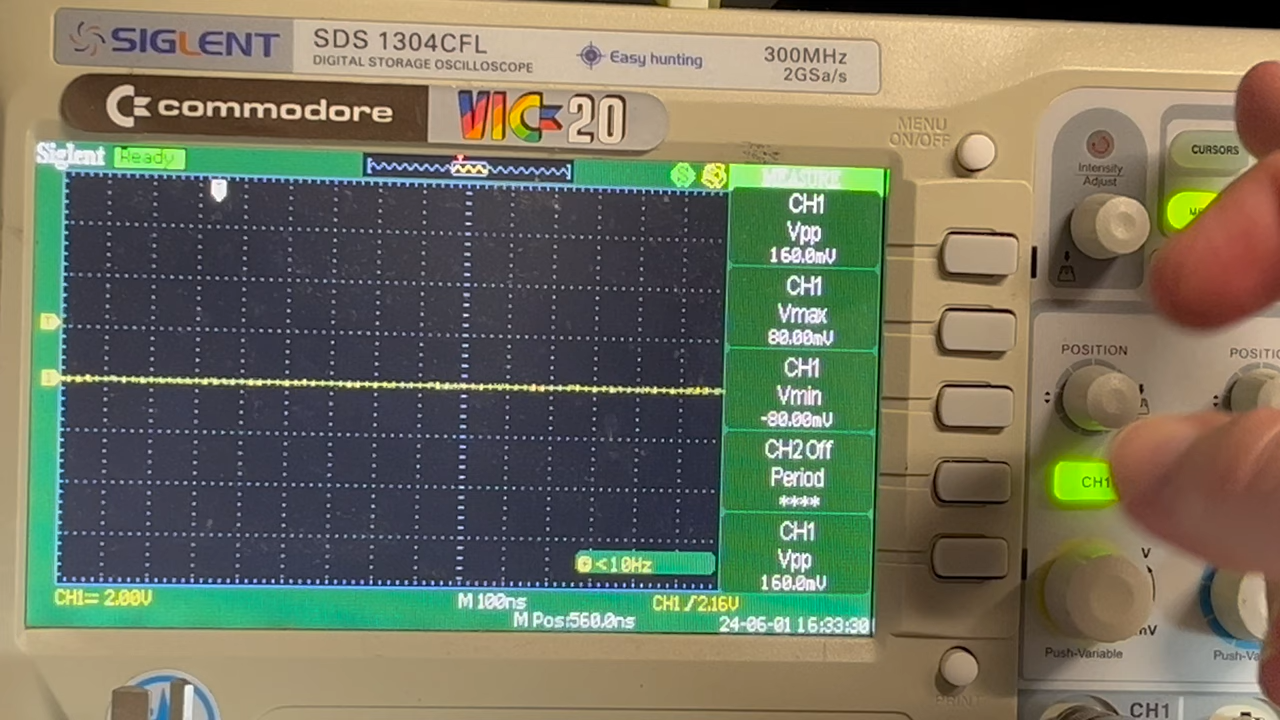 SIGLENT
SDS 1304CFL
DIGITAL STORAGE OSCILLOSCOPE
Easy hunting
300MHz
2GSa/s
commodore
VIC-20
MENU
ON/OFF
Siglent
Ready
MEASURE
CH1
Vpp
160.0mV
CH1
Vmax
80.00mV
CH1
Vmin
-80.00mV
CH2 Off
Period
****
CH1
Vpp
160.0mV
<10Hz
CH1 2.00V
M 100ns
CH1 / 2.16V
M Pos:560.0ns
24-06-01 16:33:30
PRINT
Intensity
Adjust
CURSORS
POSITION
CH1
V
mV
Push-Variable
CH1